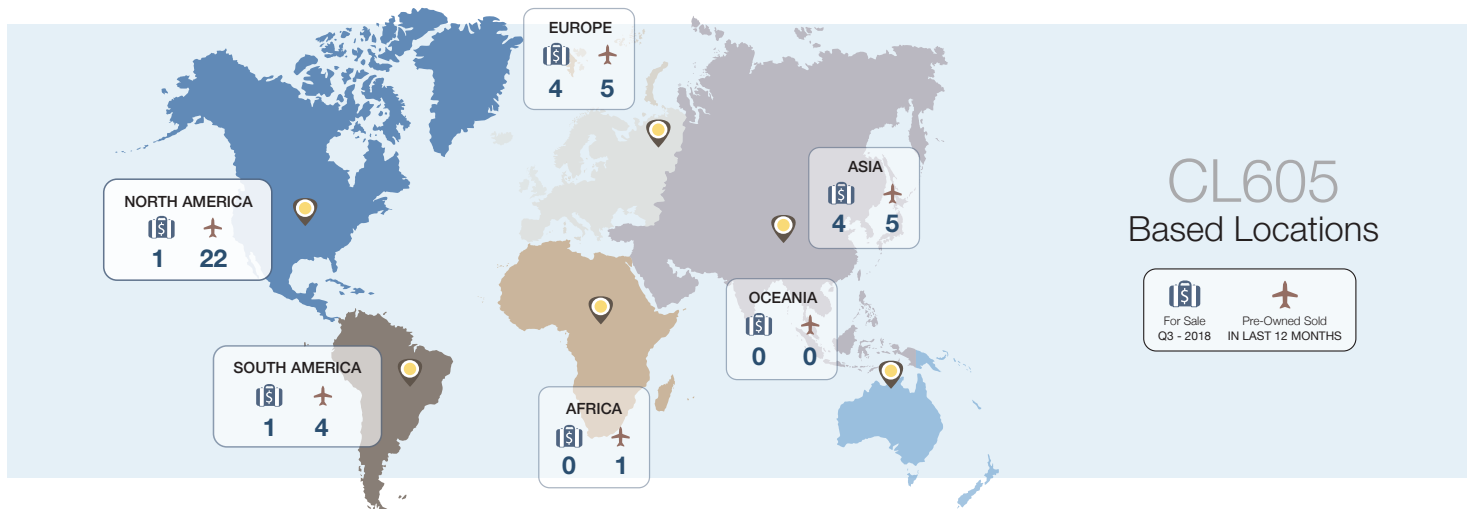 EUROPE
4 5
NORTH AMERICA
1 22
ASIA
4 5
OCEANIA
0 0
SOUTH AMERICA
1 4
AFRICA
0 1
CL605
Based Locations
For Sale Pre-Owned Sold
Q3 - 2018 IN LAST 12 MONTHS